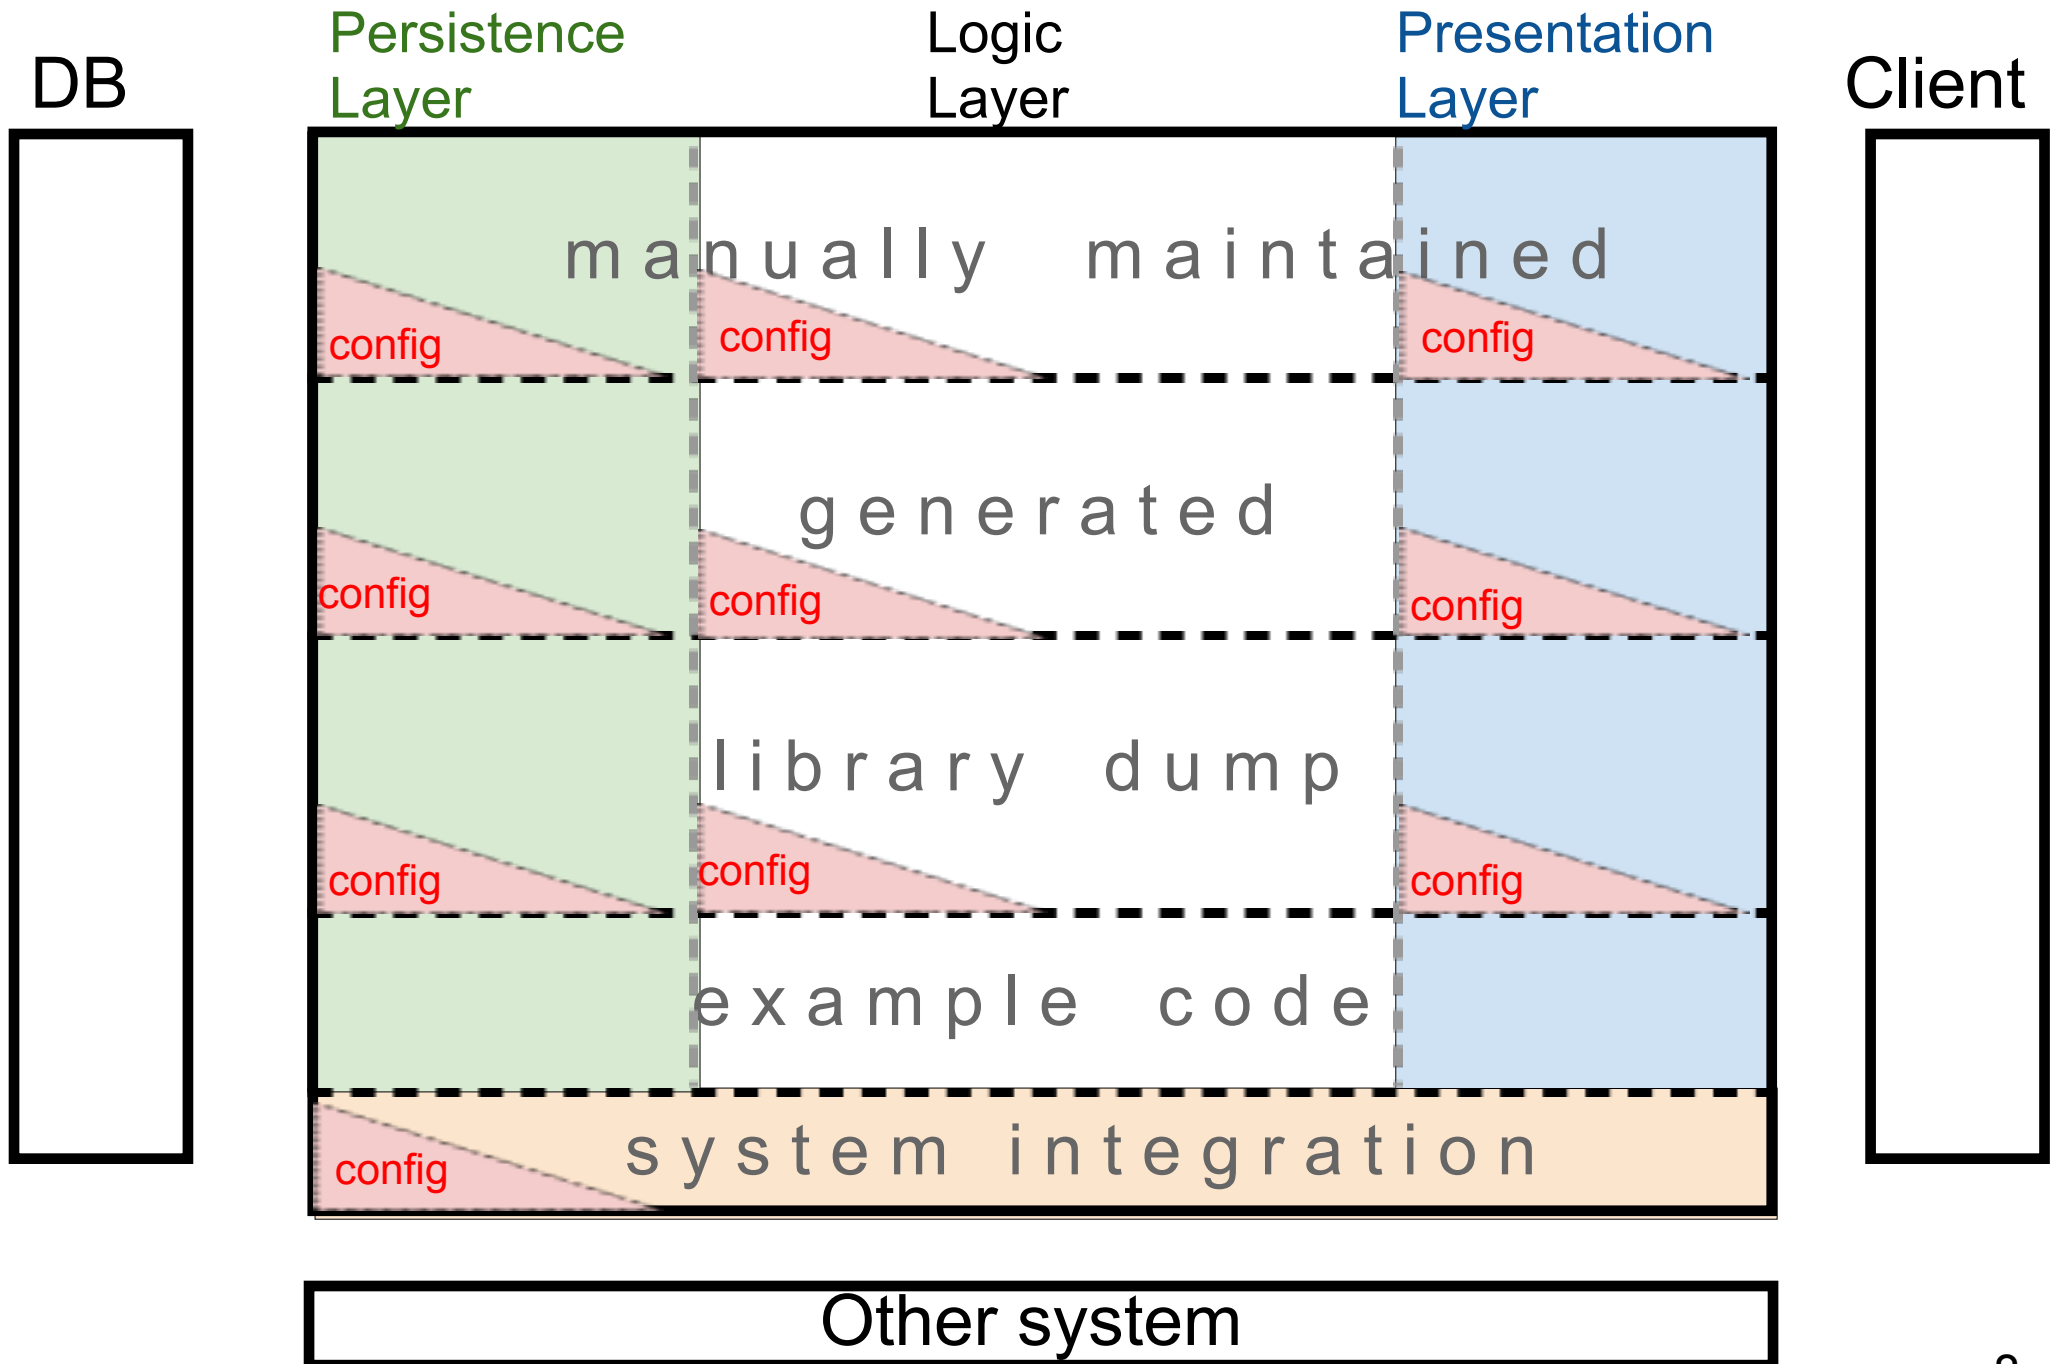 DB
Persistence
Layer
Logic
Layer
Presentation
Layer
Client
manually maintained
config
config
config
generated
config
config
config
library dump
config
config
config
example code
system integration
config
Other system